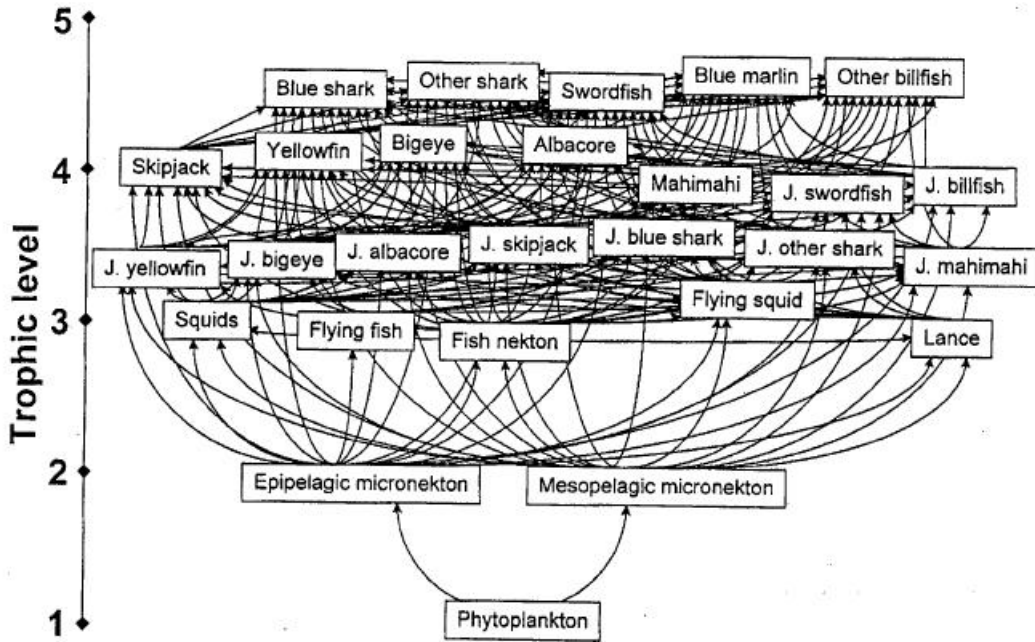 Trophic level
5
4
3
2
1
Blue shark
Other shark
Swordfish
Blue marlin
Other billfish
Skipjack
Yellowfin
Bigeye
Albacore
Mahimahi
J. swordfish
J. billfish
J. yellowfin
J. bigeye
J. albacore
J. skipjack
J. blue shark
J. other shark
J. mahimahi
Squids
Flying fish
Fish nekton
Flying squid
Lance
Epipelagic micronekton
Mesopelagic micronekton
Phytoplankton